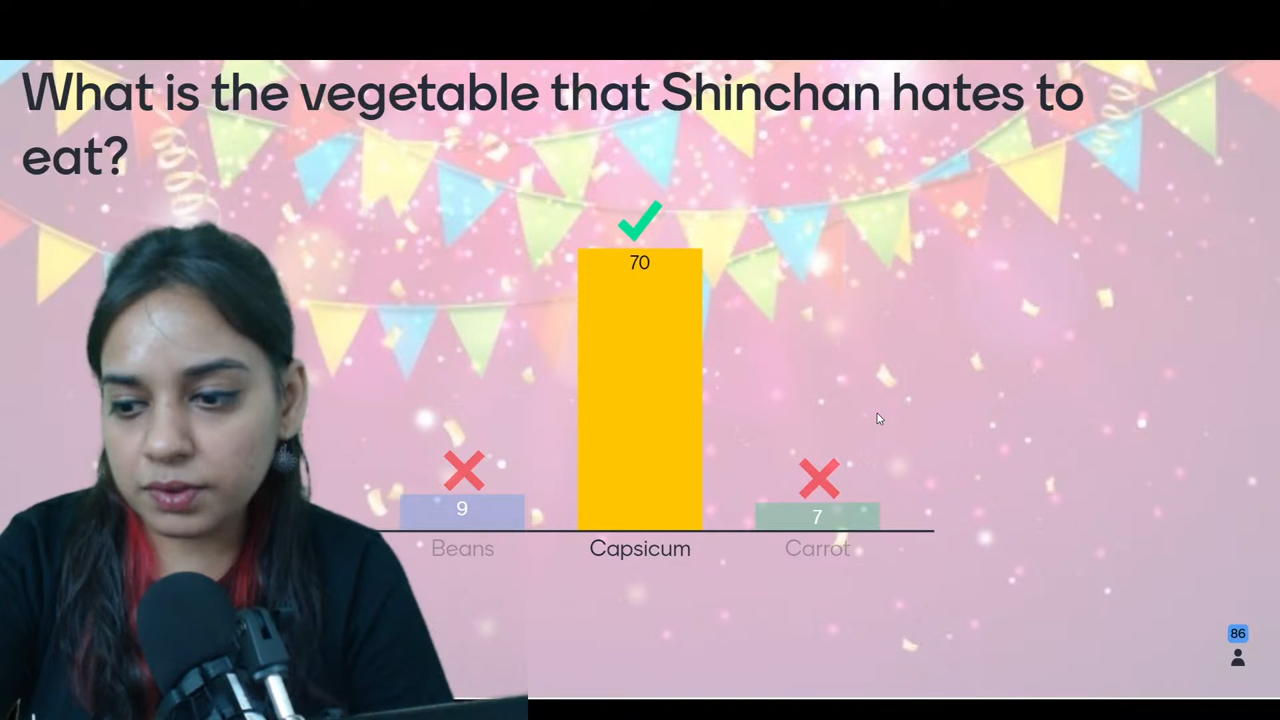 What is the vegetable that Shinchan hates to
eat?
70
9
7
Beans
Capsicum
Carrot
86